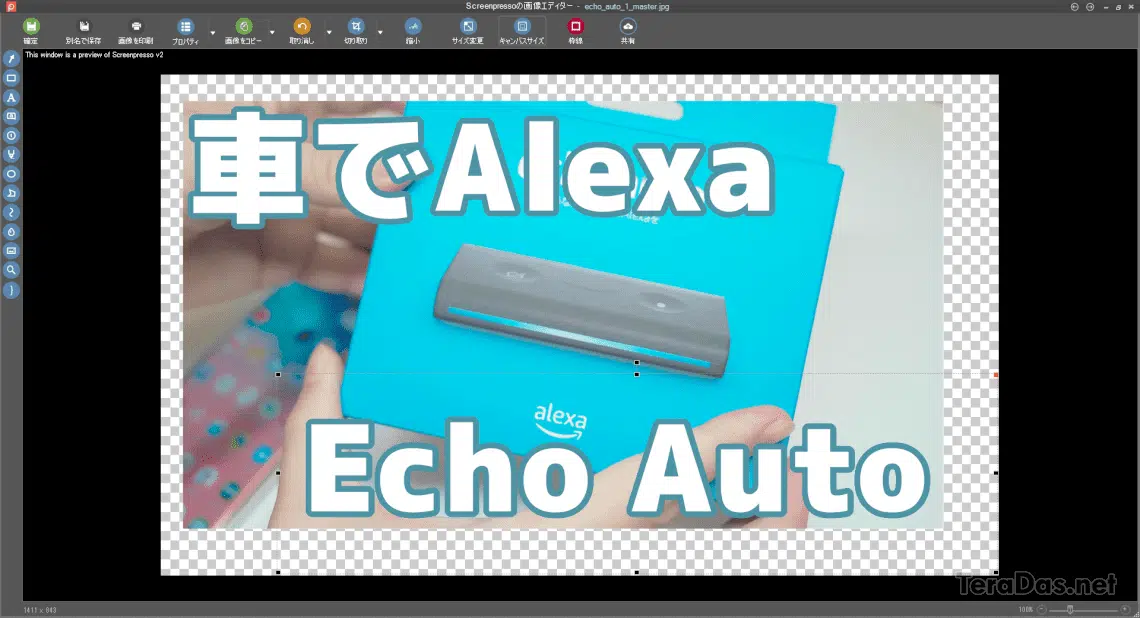 Screenpressoの画像エディター - echo_auto_1_master.jpg
確定
別名で保存
画像を印刷
プロパティ
画像をコピー
取り消し
切り取り
縮小
サイズ変更
キャンバスサイズ
枠線
共有
This window is a preview of Screenpresso v2
車でAlexa
alexa
Echo Auto
TeraDas.net
1411 x 843
100%